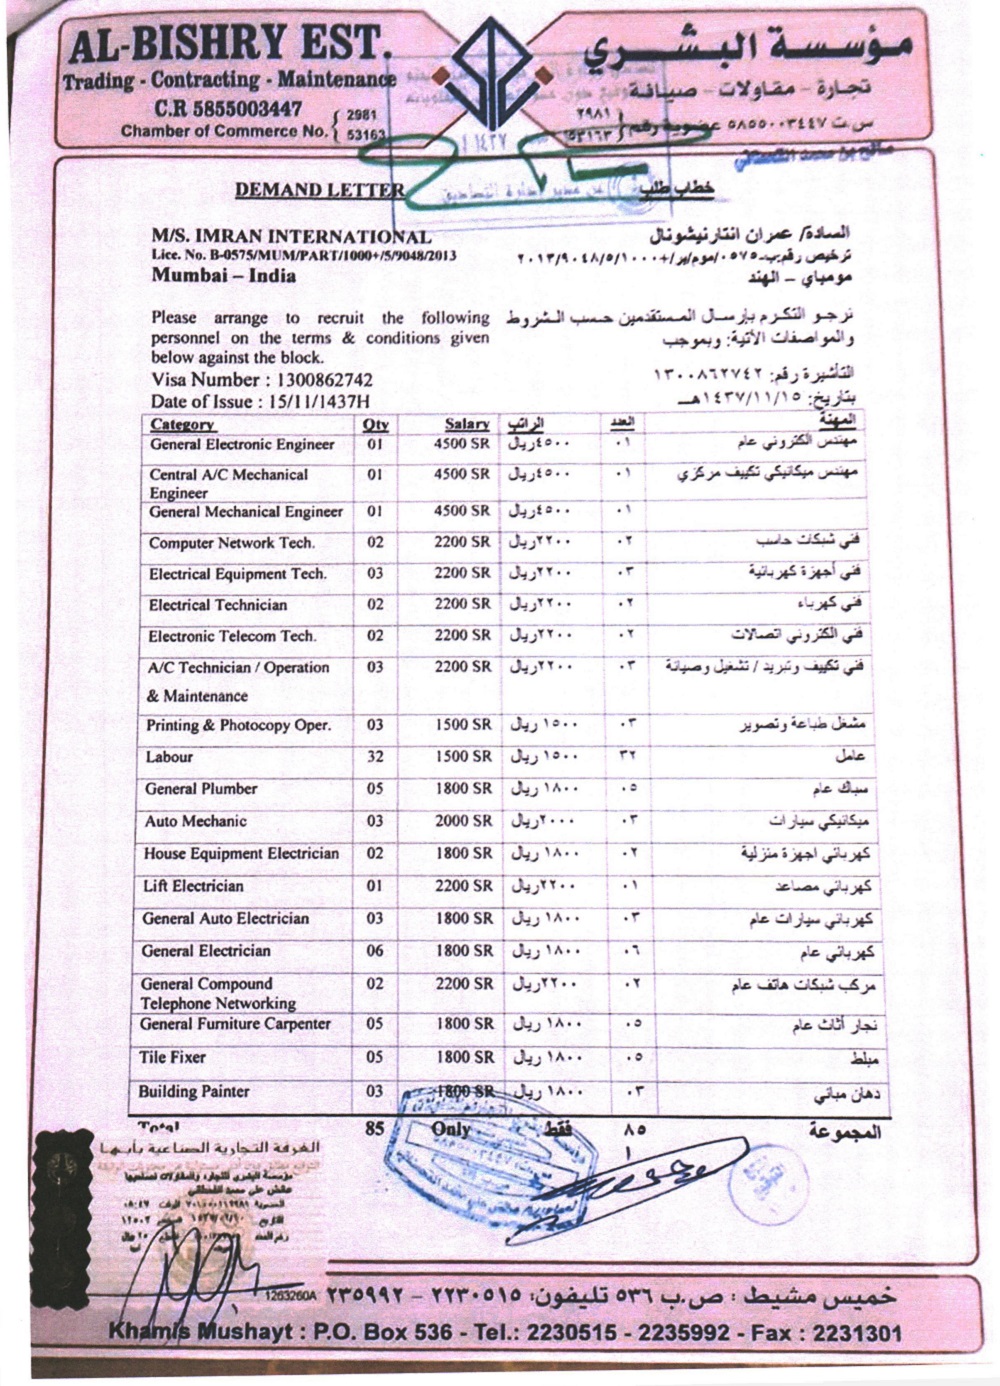 AL-BISHRY EST.
Trading - Contracting - Maintenance
C.R 5855003447
Chamber of Commerce No. { 2981
53163
مؤسسة البشري
تجارة - مقاولات - صيانة
س.ت ٥٨٥٥٠٠٣٤٤٧ عضوية رقم { ٢٩٨١
٥٣١٦٣
DEMAND LETTER خطاب طلب
M/S. IMRAN INTERNATIONAL
Lice. No. B-0575/MUM/PART/1000+/5/9048/2013
Mumbai – India
السادة/ عمران انتارنيشونال
ترخيص رقم:ب-٠٥٧٥/موم/بر/+١٠٠٠/٥/٩٠٤٨/٢٠١٣
مومباي – الهند
Please arrange to recruit the following
personnel on the terms & conditions given
below against the block.
Visa Number : 1300862742
Date of Issue : 15/11/1437H
نرجو التكرم بإرسال المستقدمين حسب الشروط
والمواصفات الأتية: وبموجب
التأشيرة رقم: ١٣٠٠٨٦٢٧٤٢
بتاريخ: ١٤٣٧/١١/١٥هـ
Category Qty Salary الراتب العدد المهنة
General Electronic Engineer 01 4500 SR ٤٥٠٠ريال ٠١ مهندس الكتروني عام
Central A/C Mechanical 01 4500 SR ٤٥٠٠ريال ٠١ مهندس ميكانيكي تكييف مركزي
Engineer
General Mechanical Engineer 01 4500 SR ٤٥٠٠ريال ٠١
Computer Network Tech. 02 2200 SR ٢٢٠٠ريال ٠٢ فني شبكات حاسب
Electrical Equipment Tech. 03 2200 SR ٢٢٠٠ريال ٠٣ فني أجهزة كهربائية
Electrical Technician 02 2200 SR ٢٢٠٠ريال ٠٢ فني كهرباء
Electronic Telecom Tech. 02 2200 SR ٢٢٠٠ريال ٠٢ فني الكتروني اتصالات
A/C Technician / Operation 03 2200 SR ٢٢٠٠ريال ٠٣ فني تكييف وتبريد / تشغيل وصيانة
& Maintenance
Printing & Photocopy Oper. 03 1500 SR ١٥٠٠ ريال ٠٣ مشغل طباعة وتصوير
Labour 32 1500 SR ١٥٠٠ ريال ٣٢ عامل
General Plumber 05 1800 SR ١٨٠٠ ريال ٠٥ سباك عام
Auto Mechanic 03 2000 SR ٢٠٠٠ريال ٠٣ ميكانيكي سيارات
House Equipment Electrician 02 1800 SR ١٨٠٠ ريال ٠٢ كهربائي اجهزة منزلية
Lift Electrician 01 2200 SR ٢٢٠٠ريال ٠١ كهربائي مصاعد
General Auto Electrician 03 1800 SR ١٨٠٠ ريال ٠٣ كهربائي سيارات عام
General Electrician 06 1800 SR ١٨٠٠ ريال ٠٦ كهربائي عام
General Compound 02 2200 SR ٢٢٠٠ريال ٠٢ مركب شبكات هاتف عام
Telephone Networking
General Furniture Carpenter 05 1800 SR ١٨٠٠ ريال ٠٥ نجار أثاث عام
Tile Fixer 05 1800 SR ١٨٠٠ ريال ٠٥ مبلط
Building Painter 03 1800 SR ١٨٠٠ ريال ٠٣ دهان مباني
Total 85 Only فقط ٨٥ المجموعة
الغرفة التجارية الصناعية بأبها
1263260A
خميس مشيط : ص.ب ٥٣٦ تليفون: ٢٢٣٠٥١٥ - ٢٢٣٥٩٩٢
Khamis Mushayt : P.O. Box 536 - Tel.: 2230515 - 2235992 - Fax : 2231301